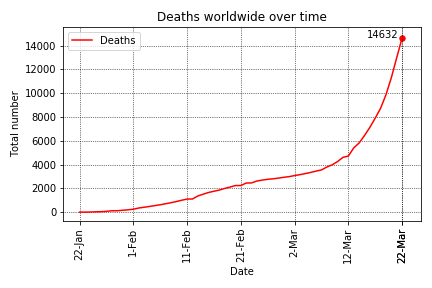 Deaths worldwide over time
Deaths
14632
Total number
14000
12000
10000
8000
6000
4000
2000
0
22-Jan
1-Feb
11-Feb
21-Feb
2-Mar
12-Mar
22-Mar
Date